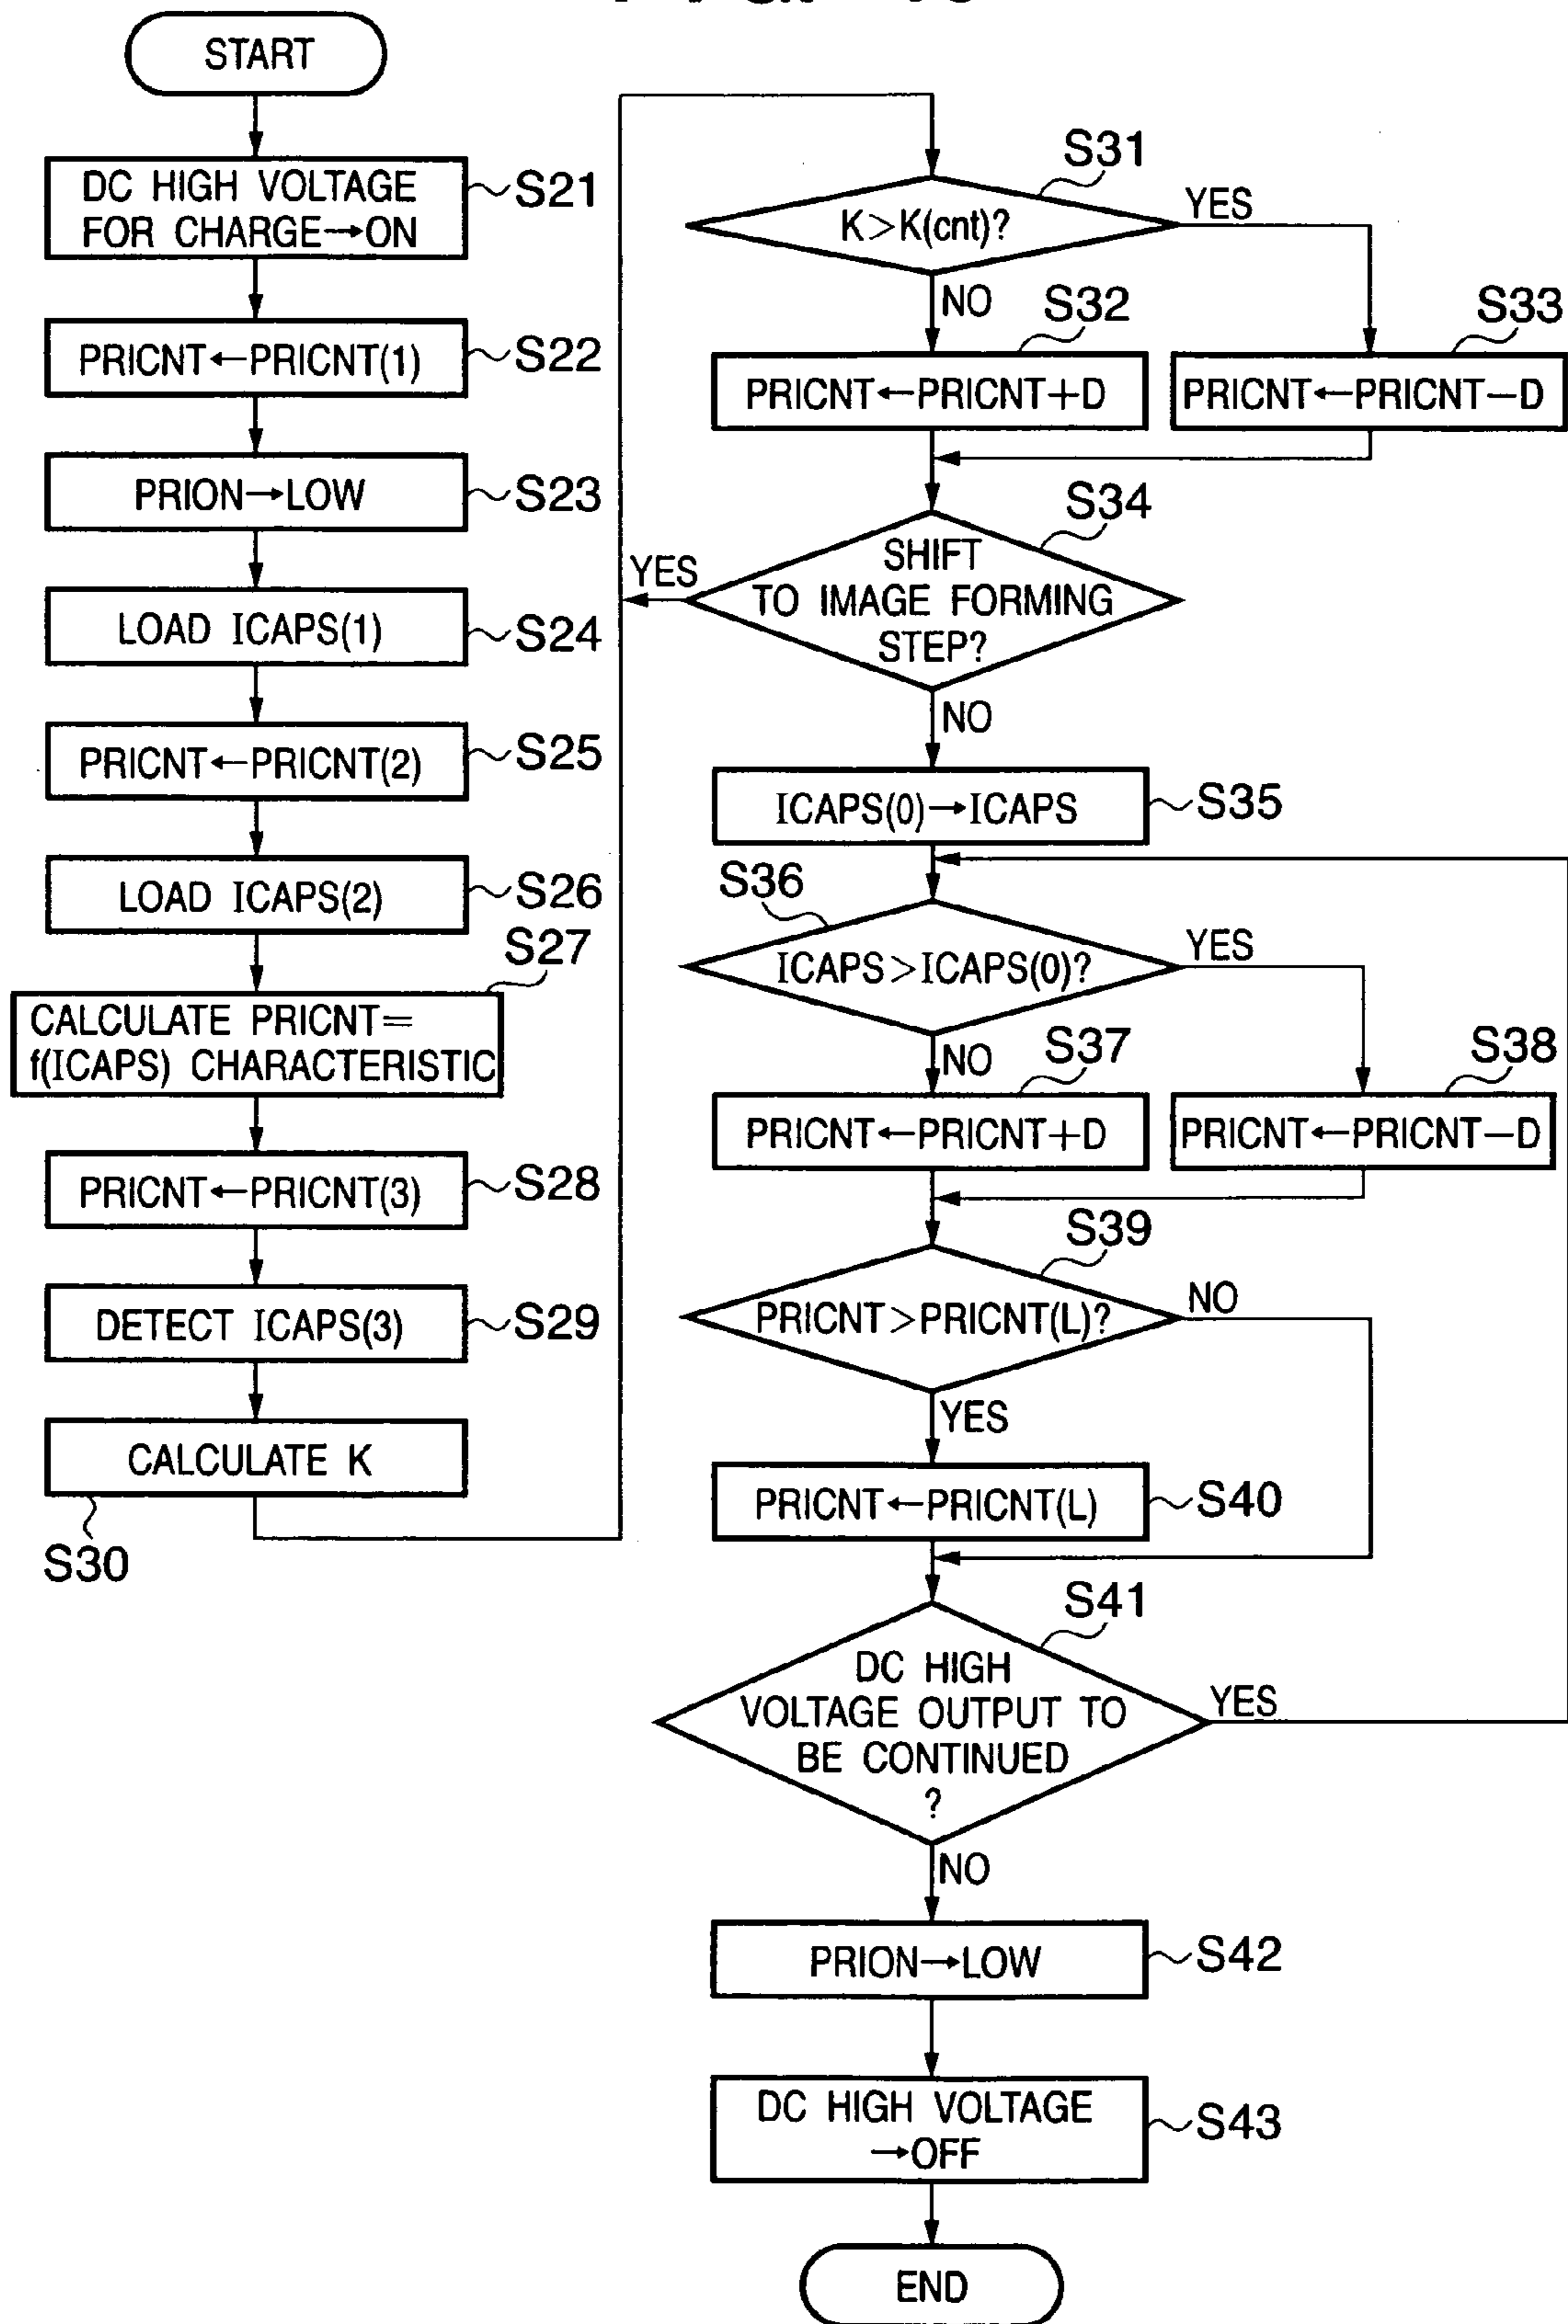 START
DC HIGH VOLTAGE
FOR CHARGE→ON
S21
PRICNT←PRICNT(1)
S22
PRION→LOW
S23
LOAD ICAPS(1)
S24
PRICNT←PRICNT(2)
S25
LOAD ICAPS(2)
S26
S27
CALCULATE PRICNT=
f(ICAPS) CHARACTERISTIC
PRICNT←PRICNT(3)
S28
DETECT ICAPS(3)
S29
CALCULATE K
S30
S31
K>K(cnt)?
YES
NO
S32
S33
PRICNT←PRICNT+D
PRICNT←PRICNT−D
S34
SHIFT
TO IMAGE FORMING
STEP?
YES
NO
ICAPS(0)→ICAPS
S35
S36
ICAPS>ICAPS(0)?
YES
NO
S37
S38
PRICNT←PRICNT+D
PRICNT←PRICNT−D
S39
PRICNT>PRICNT(L)?
NO
YES
PRICNT←PRICNT(L)
S40
S41
DC HIGH
VOLTAGE OUTPUT TO
BE CONTINUED
?
YES
NO
PRION→LOW
S42
DC HIGH VOLTAGE
→OFF
S43
END